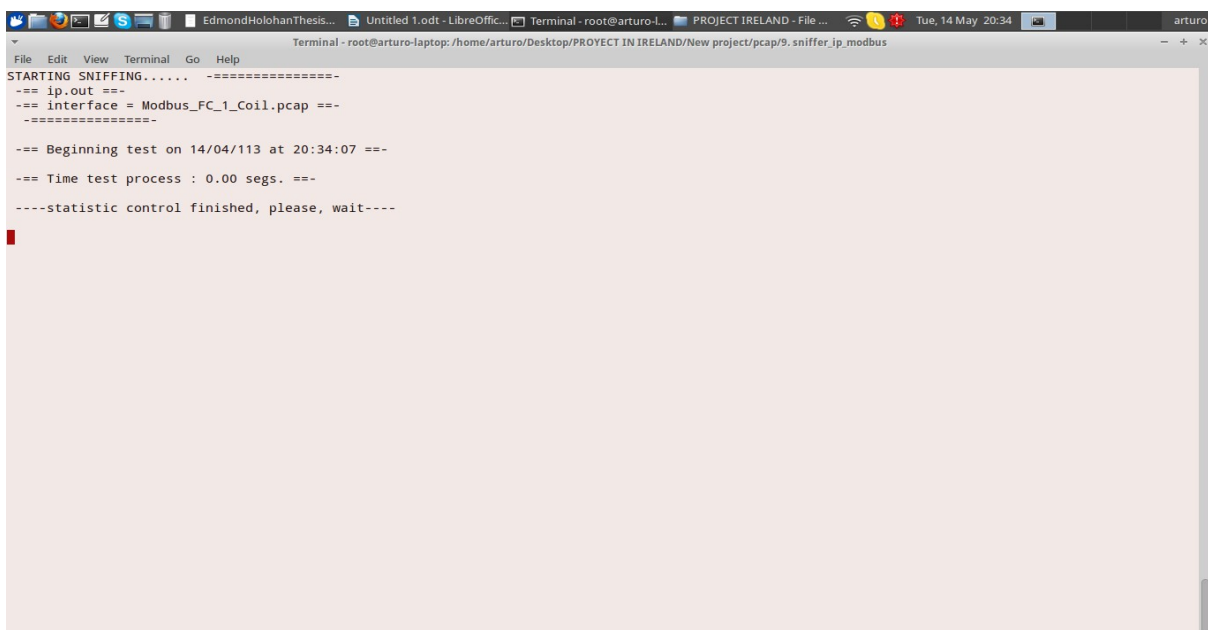 EdmondHolohanThesis... Untitled 1.odt - LibreOffic... Terminal - root@arturo-l... PROJECT IRELAND - File ... Tue, 14 May 20:34 arturo
Terminal - root@arturo-laptop: /home/arturo/Desktop/PROYECT IN IRELAND/New project/pcap/9. sniffer_ip_modbus
File Edit View Terminal Go Help
STARTING SNIFFING...... -===============-
-== ip.out ==-
-== interface = Modbus_FC_1_Coil.pcap ==-
-===============-
-== Beginning test on 14/04/113 at 20:34:07 ==-
-== Time test process : 0.00 segs. ==-
----statistic control finished, please, wait----